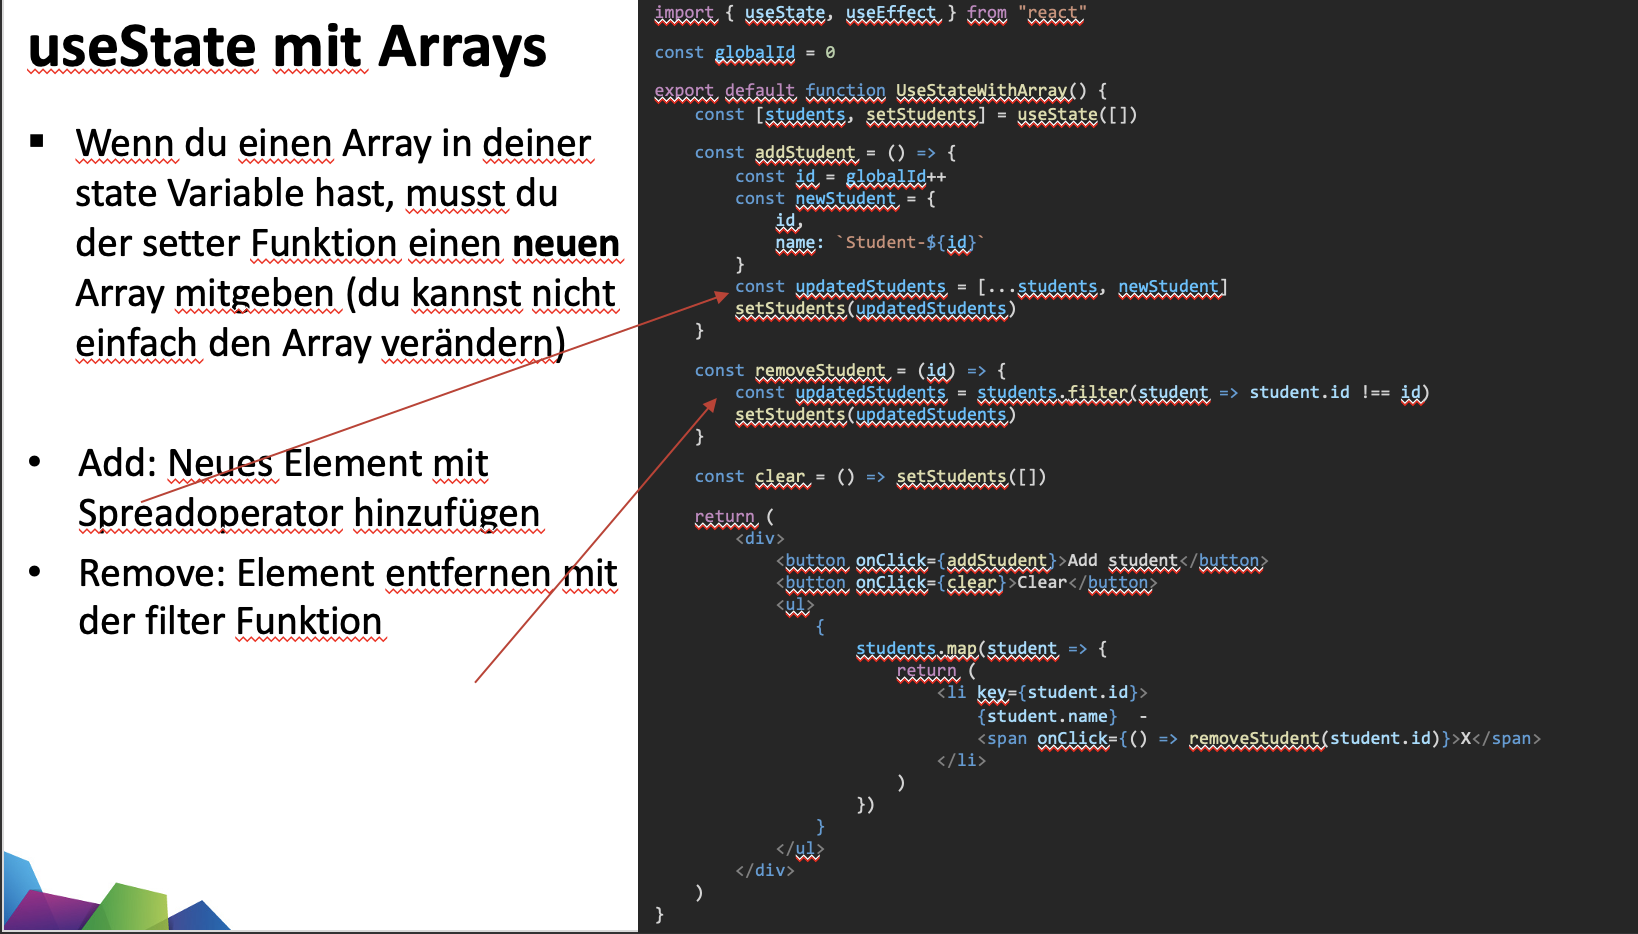 useState mit Arrays
▪ Wenn du einen Array in deiner
state Variable hast, musst du
der setter Funktion einen neuen
Array mitgeben (du kannst nicht
einfach den Array verändern)
• Add: Neues Element mit
Spreadoperator hinzufügen
• Remove: Element entfernen mit
der filter Funktion
import { useState, useEffect } from "react"
const globalId = 0
export default function UseStateWithArray() {
    const [students, setStudents] = useState([])
    const addStudent = () => {
        const id = globalId++
        const newStudent = {
            id,
            name: `Student-${id}`
        }
        const updatedStudents = [...students, newStudent]
        setStudents(updatedStudents)
    }
    const removeStudent = (id) => {
        const updatedStudents = students.filter(student => student.id !== id)
        setStudents(updatedStudents)
    }
    const clear = () => setStudents([])
    return (
        <div>
            <button onClick={addStudent}>Add student</button>
            <button onClick={clear}>Clear</button>
            <ul>
                {
                    students.map(student => {
                        return (
                            <li key={student.id}>
                                {student.name}  -
                                <span onClick={() => removeStudent(student.id)}>X</span>
                            </li>
                        )
                    })
                }
            </ul>
        </div>
    )
}